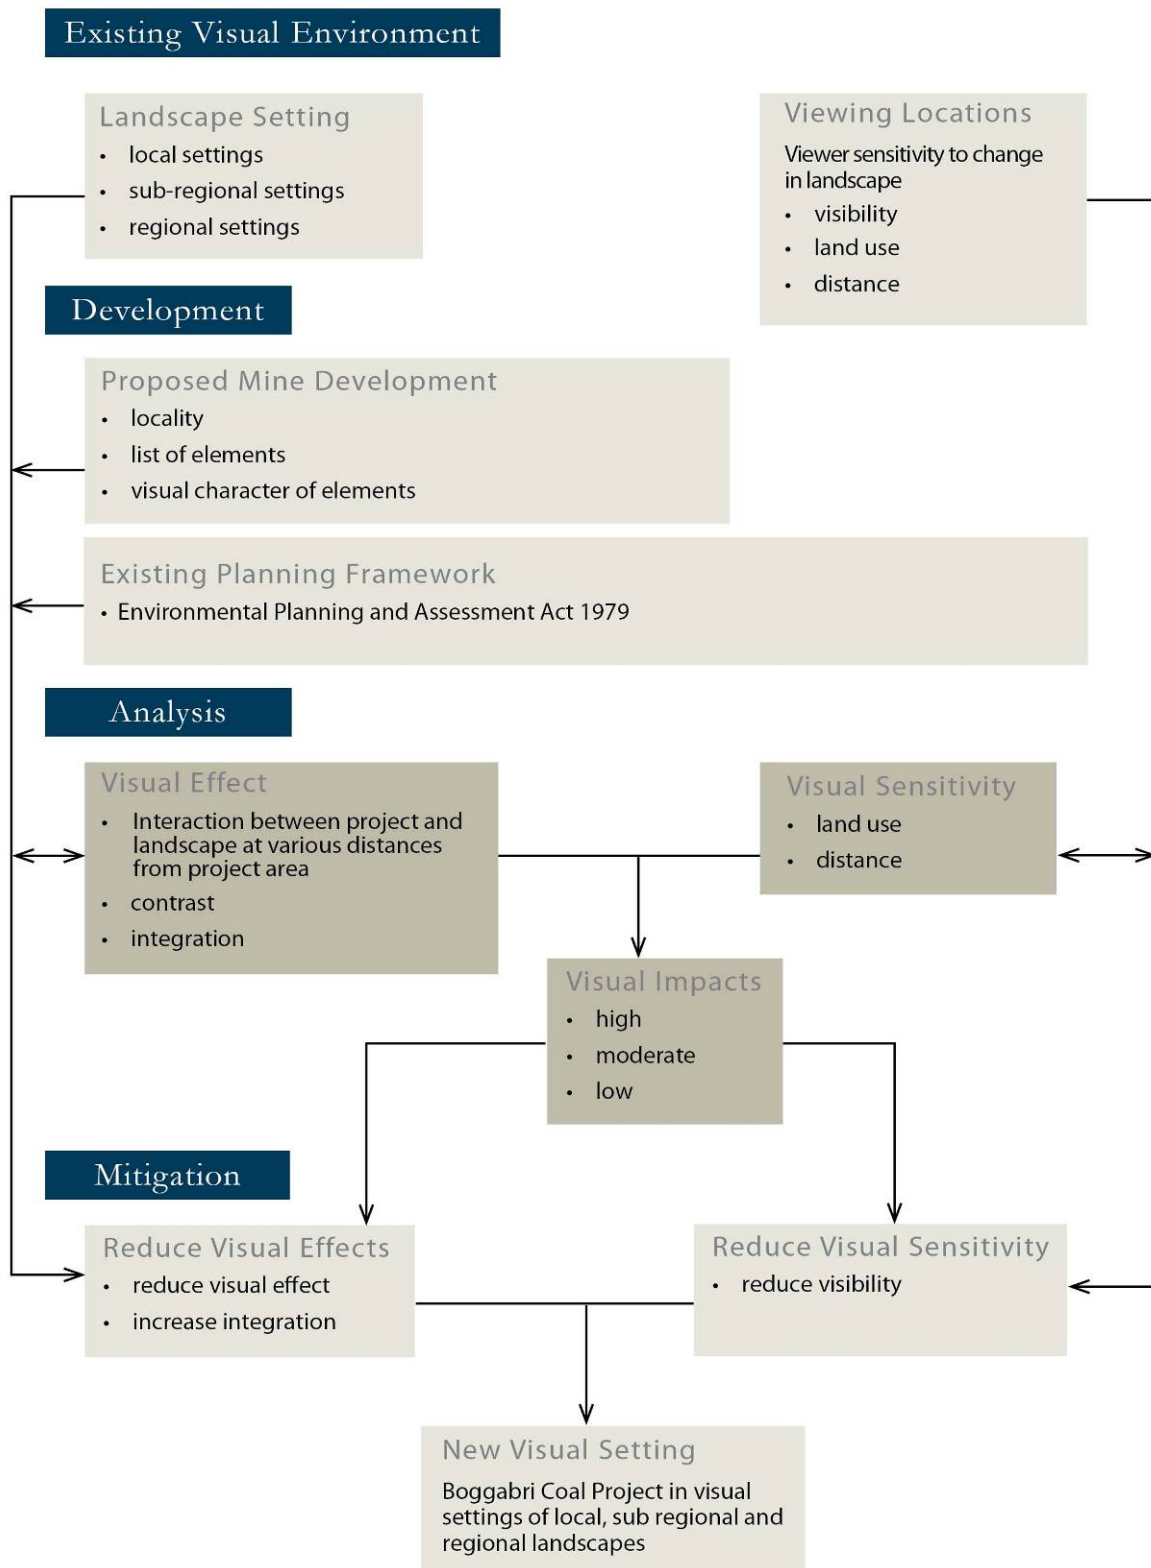 Existing Visual Environment
Landscape Setting
• local settings
• sub-regional settings
• regional settings
Viewing Locations
Viewer sensitivity to change
in landscape
• visibility
• land use
• distance
Development
Proposed Mine Development
• locality
• list of elements
• visual character of elements
Existing Planning Framework
• Environmental Planning and Assessment Act 1979
Analysis
Visual Effect
• Interaction between project and
landscape at various distances
from project area
• contrast
• integration
Visual Sensitivity
• land use
• distance
Visual Impacts
• high
• moderate
• low
Mitigation
Reduce Visual Effects
• reduce visual effect
• increase integration
Reduce Visual Sensitivity
• reduce visibility
New Visual Setting
Boggabri Coal Project in visual
settings of local, sub regional and
regional landscapes